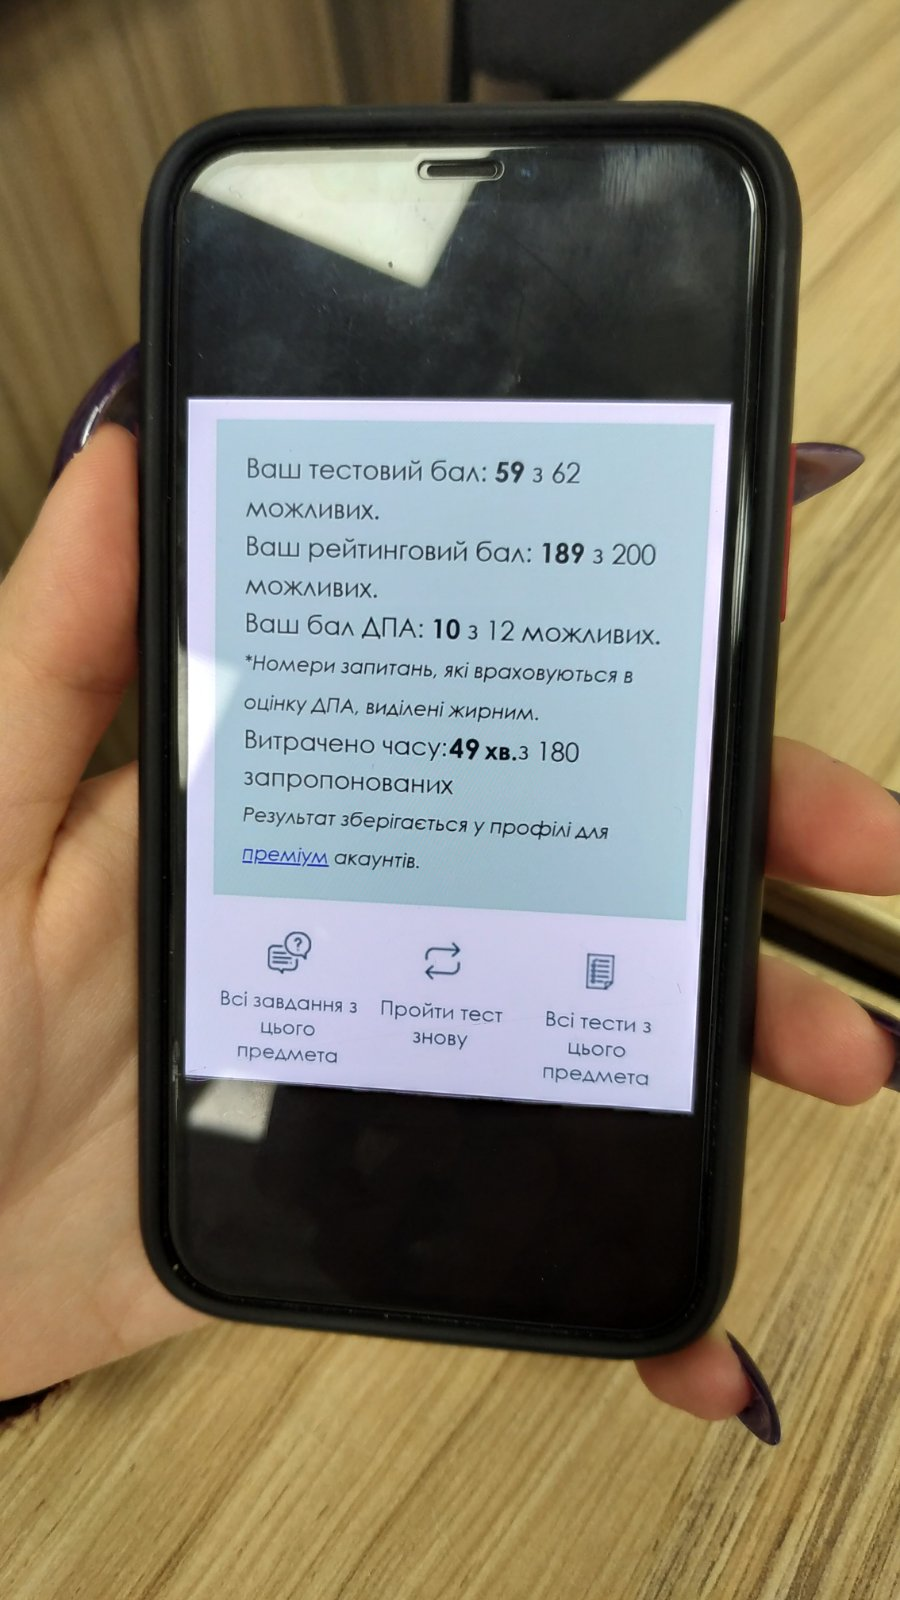 Ваш тестовий бал: 59 з 62
можливих.
Ваш рейтинговий бал: 189 з 200
можливих.
Ваш бал ДПА: 10 з 12 можливих.
*Номери запитань, які враховуються в
оцінку ДПА, виділені жирним.
Витрачено часу:49 хв.з 180
запропонованих
Результат зберігається у профілі для
преміум акаунтів.
Всі завдання з
цього
предмета
Пройти тест
знову
Всі тести з
цього
предмета